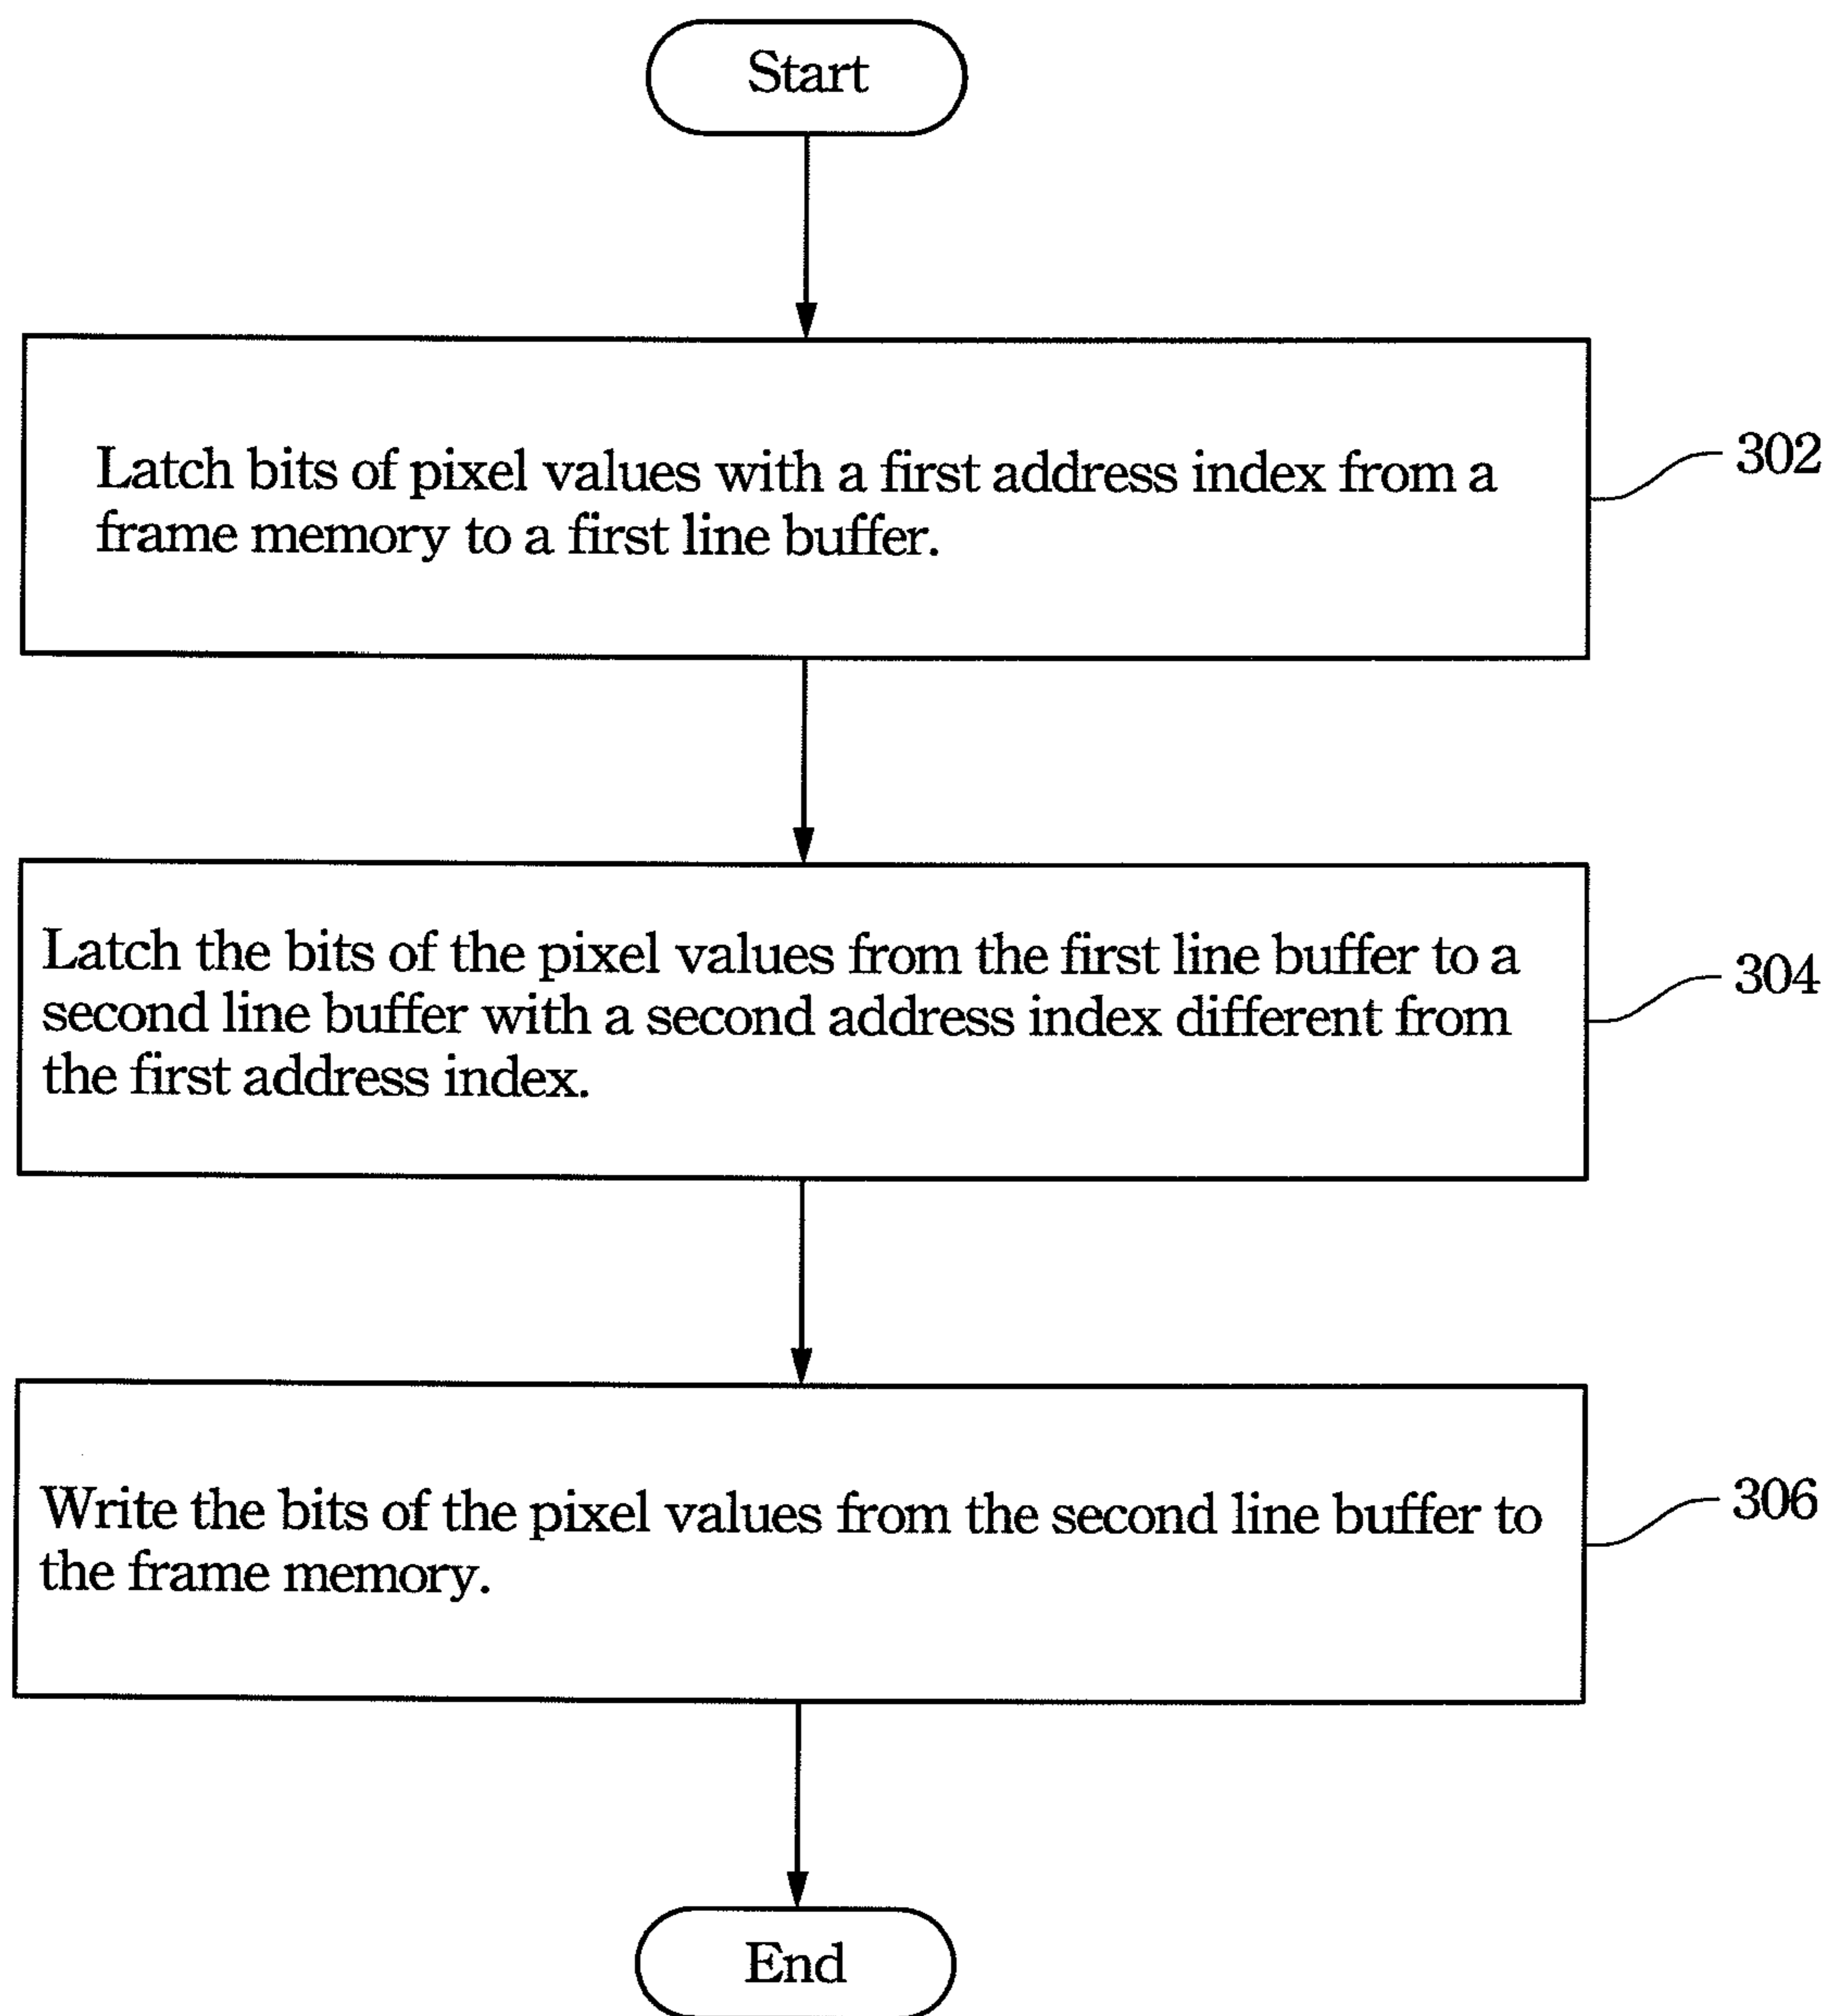 Start
Latch bits of pixel values with a first address index from a
frame memory to a first line buffer.
302
Latch the bits of the pixel values from the first line buffer to a
second line buffer with a second address index different from
the first address index.
304
Write the bits of the pixel values from the second line buffer to
the frame memory.
306
End